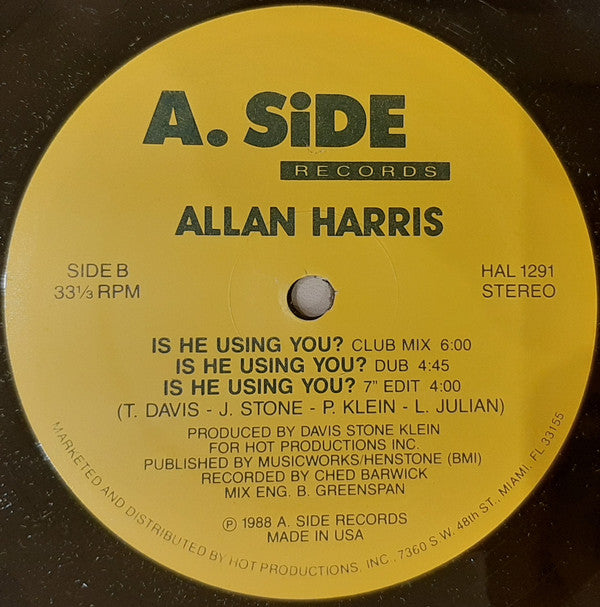 A. SiDE
RECORDS
ALLAN HARRIS
SIDE B
33⅓ RPM
HAL 1291
STEREO
IS HE USING YOU? CLUB MIX 6:00
IS HE USING YOU? DUB 4:45
IS HE USING YOU? 7" EDIT 4:00
(T. DAVIS - J. STONE - P. KLEIN - L. JULIAN)
PRODUCED BY DAVIS STONE KLEIN
FOR HOT PRODUCTIONS INC.
PUBLISHED BY MUSICWORKS/HENSTONE (BMI)
RECORDED BY CHED BARWICK
MIX ENG. B. GREENSPAN
℗ 1988 A. SIDE RECORDS
MADE IN USA
MARKETED AND DISTRIBUTED BY HOT PRODUCTIONS, INC., 7360 S.W. 48th ST., MIAMI, FL 33155